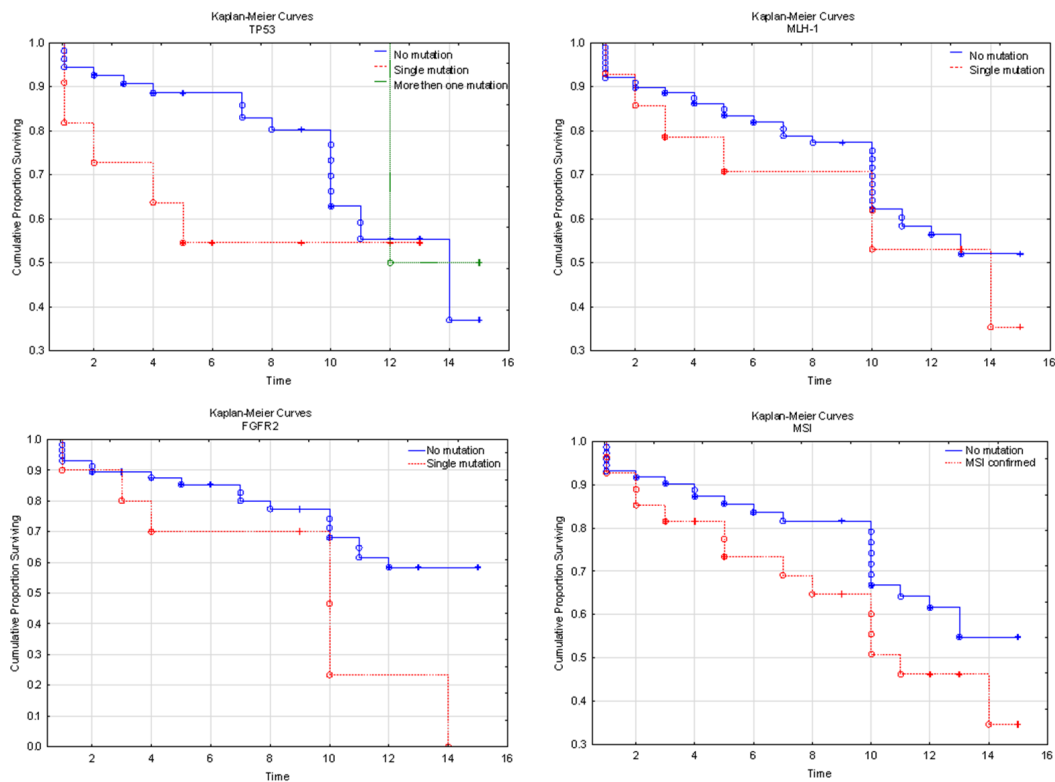 Kaplan-Meier Curves
TP53
No mutation
Single mutation
More then one mutation
Cumulative Proportion Surviving
1.0
0.9
0.8
0.7
0.6
0.5
0.4
0.3
2 4 6 8 10 12 14 16
Time
Kaplan-Meier Curves
MLH-1
No mutation
Single mutation
Cumulative Proportion Surviving
1.0
0.9
0.8
0.7
0.6
0.5
0.4
0.3
2 4 6 8 10 12 14 16
Time
Kaplan-Meier Curves
FGFR2
No mutation
Single mutation
Cumulative Proportion Surviving
1.0
0.9
0.8
0.7
0.6
0.5
0.4
0.3
0.2
0.1
0.0
2 4 6 8 10 12 14 16
Time
Kaplan-Meier Curves
MSI
No mutation
MSI confirmed
Cumulative Proportion Surviving
1.0
0.9
0.8
0.7
0.6
0.5
0.4
0.3
2 4 6 8 10 12 14 16
Time